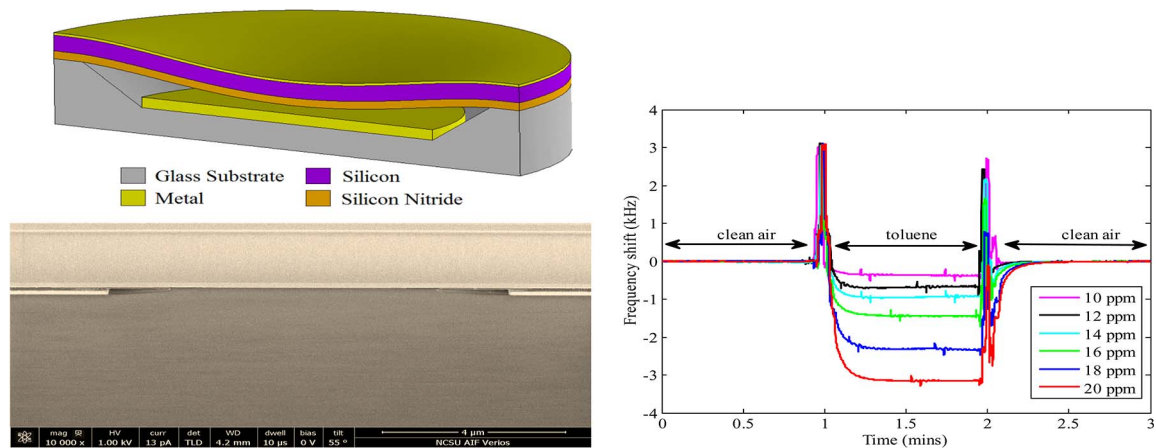 Glass Substrate
Silicon
Metal
Silicon Nitride
mag
HV
curr
det
WD
dwell
bias
tilt
10 000 x
1.00 kV
13 pA
TLD
4.2 mm
10 µs
0 V
55 °
4 µm
NCSU AIF Verios
Frequency shift (kHz)
4
3
2
1
0
-1
-2
-3
-4
clean air
toluene
clean air
10 ppm
12 ppm
14 ppm
16 ppm
18 ppm
20 ppm
0
0.5
1
1.5
2
2.5
3
Time (mins)